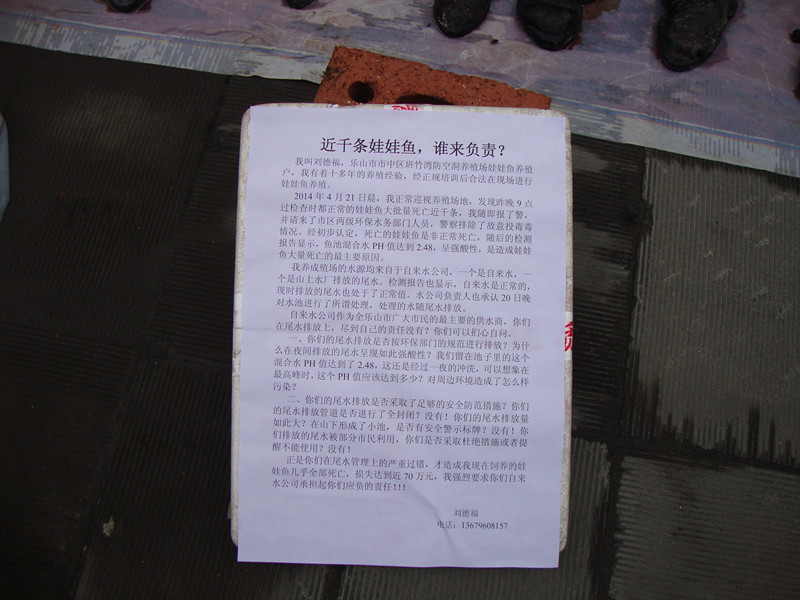 近千条娃娃鱼，谁来负责？
我叫刘德福，乐山市市中区班竹湾防空洞养殖场娃娃鱼养殖
户，我有着十多年的养殖经验，经正规培训后合法在现场进行
娃娃鱼养殖。
2014 年 4 月 21 日晨，我正常巡视养殖场地，发现昨晚 9 点
过检查时都正常的娃娃鱼大批量死亡近千条，我随即报了警，
并请来了市区两级环保水务部门人员，警察排除了故意投毒毒
情况。经初步认定，死亡的娃娃鱼是非正常死亡，随后的检测
报告显示，鱼池混合水 PH 值达到 2.48，呈强酸性，是造成娃娃
鱼大量死亡的最主要原因。
我养成植场的水源均来自于自来水公司，一个是自来水，一
个是山上水厂排放的尾水。检测报告也显示，自来水是正常的，
现时排放的尾水也处于了正常值。水公司负责人也承认 20 日晚
对水池进行了所谓处理，处理的水随尾水排放。
自来水公司作为全乐山市广大市民的最主要的供水商，你们
在尾水排放上，尽到自己的责任没有？你们可以扪心自问。
一、你们的尾水排放是否按环保部门的规范进行排放？为什
么在夜间排放的尾水呈现如此强酸性？我们留在池子里的这个
混合水 PH 值达到了 2.48，这还是经过一夜的冲洗，可以想象在
最高峰时，这个 PH 值应该达到多少？对周边环境造成了怎么样
污染？
二、你们的尾水排放是否采取了足够的安全防范措施？你们
的尾水排放管道是否进行了全封闭？没有！你们的尾水排放量
如此大？在山下形成了小池，是否有安全警示标牌？没有！你
们排放的尾水被部分市民利用，你们是否采取杜绝措施或者提
醒不能使用？没有！
正是你们在尾水管理上的严重过错，才造成我现在饲养的娃
娃鱼几乎全部死亡，损失达到近 70 万元，我强烈要求你们自来
水公司承担起你们应负的责任!!!
刘德福
电话：13679608157